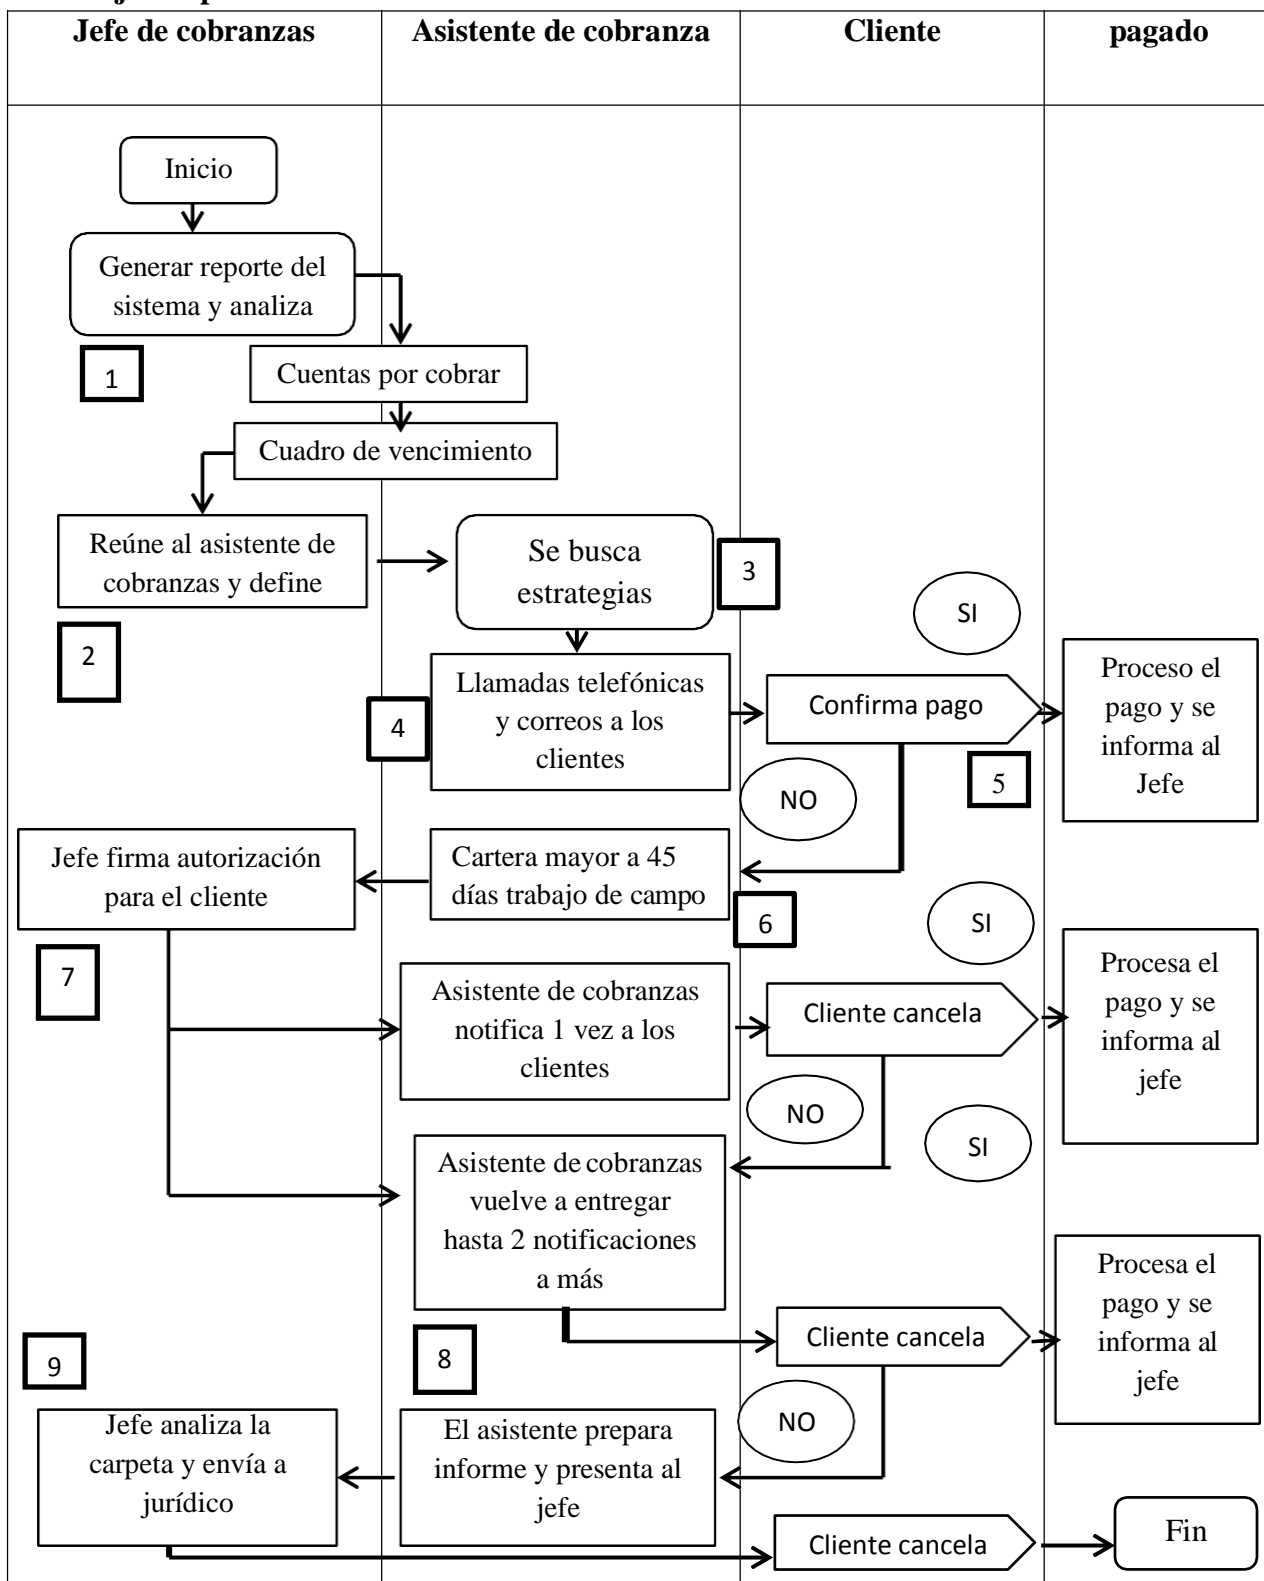 Jefe de cobranzas
Asistente de cobranza
Cliente
pagado
Inicio
Generar reporte del
sistema y analiza
1
Cuentas por cobrar
Cuadro de vencimiento
Reúne al asistente de
cobranzas y define
2
Se busca
estrategias
3
Llamadas telefónicas
y correos a los
clientes
4
Confirma pago
SI
Proceso el
pago y se
informa al
Jefe
5
NO
Cartera mayor a 45
días trabajo de campo
6
Jefe firma autorización
para el cliente
7
Asistente de cobranzas
notifica 1 vez a los
clientes
Cliente cancela
SI
Procesa el
pago y se
informa al
jefe
NO
Asistente de cobranzas
vuelve a entregar
hasta 2 notificaciones
a más
8
Cliente cancela
SI
Procesa el
pago y se
informa al
jefe
NO
El asistente prepara
informe y presenta al
jefe
9
Jefe analiza la
carpeta y envía a
jurídico
Cliente cancela
Fin